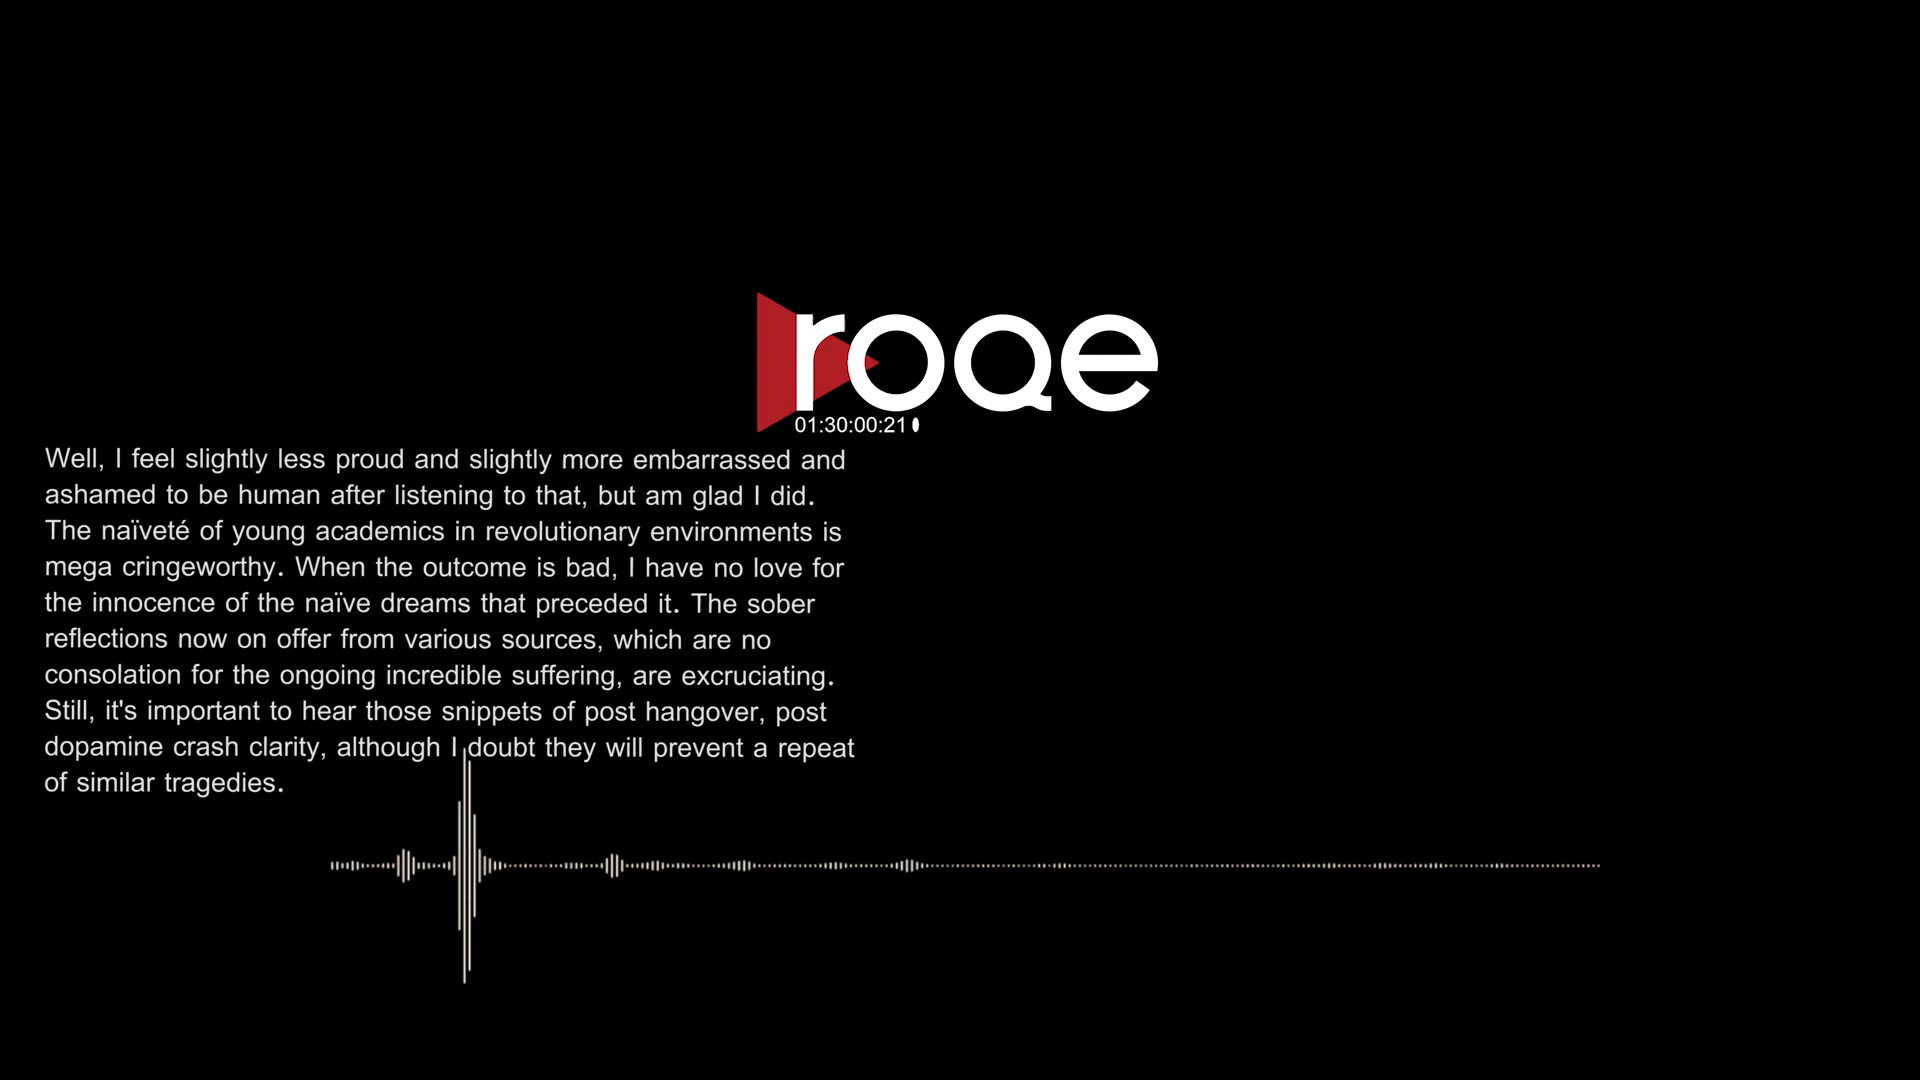 roqe
01:30:00:21
Well, I feel slightly less proud and slightly more embarrassed and
ashamed to be human after listening to that, but am glad I did.
The naïveté of young academics in revolutionary environments is
mega cringeworthy. When the outcome is bad, I have no love for
the innocence of the naïve dreams that preceded it. The sober
reflections now on offer from various sources, which are no
consolation for the ongoing incredible suffering, are excruciating.
Still, it's important to hear those snippets of post hangover, post
dopamine crash clarity, although I doubt they will prevent a repeat
of similar tragedies.